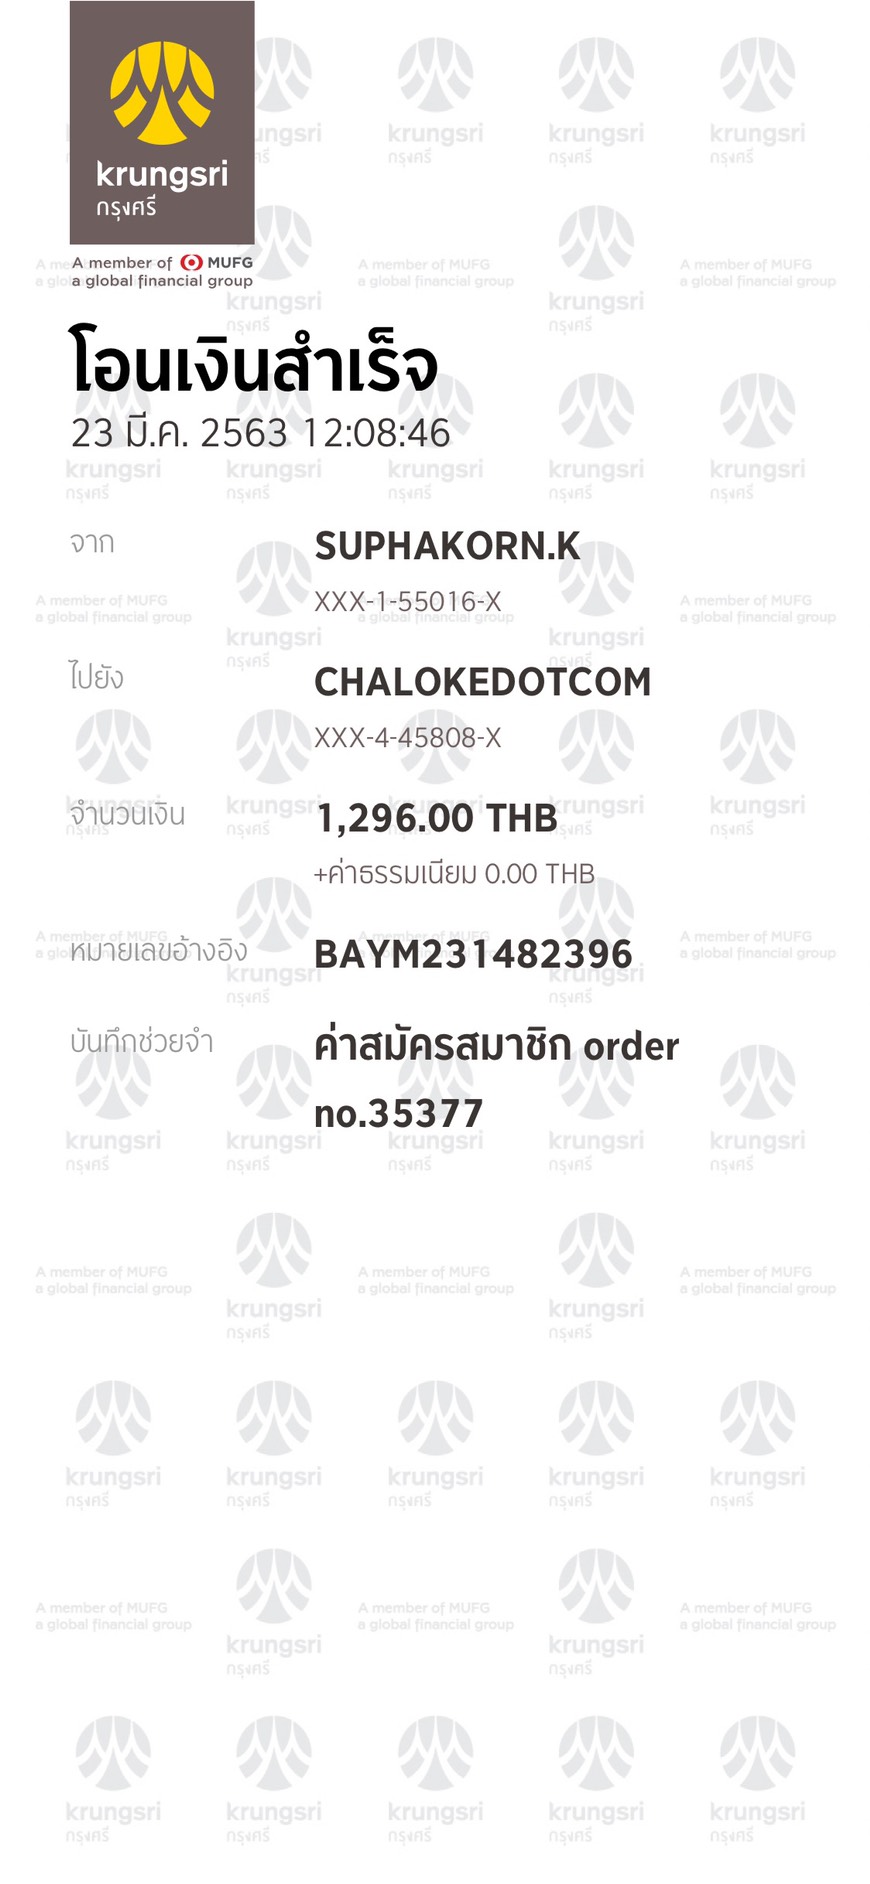 krungsri
กรุงศรี
A member of MUFG
a global financial group
โอนเงินสำเร็จ
23 มี.ค. 2563 12:08:46
จาก SUPHAKORN.K
XXX-1-55016-X
ไปยัง CHALOKEDOTCOM
XXX-4-45808-X
จำนวนเงิน 1,296.00 THB
+ค่าธรรมเนียม 0.00 THB
หมายเลขอ้างอิง BAYM231482396
บันทึกช่วยจำ ค่าสมัครสมาชิก order
no.35377